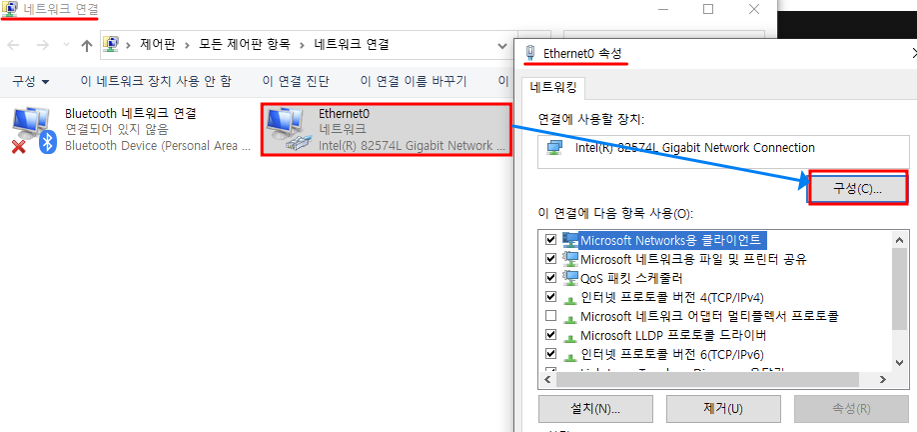 네트워크 연결
제어판 > 모든 제어판 항목 > 네트워크 연결
구성 이 네트워크 장치 사용 안 함 이 연결 진단 이 연결 이름 바꾸기 이
Bluetooth 네트워크 연결
연결되어 있지 않음
Bluetooth Device (Personal Area ...
Ethernet0
네트워크
Intel(R) 82574L Gigabit Network ...
Ethernet0 속성
네트워킹
연결에 사용할 장치:
Intel(R) 82574L Gigabit Network Connection
구성(C)...
이 연결에 다음 항목 사용(O):
Microsoft Networks용 클라이언트
Microsoft 네트워크용 파일 및 프린터 공유
QoS 패킷 스케줄러
인터넷 프로토콜 버전 4(TCP/IPv4)
Microsoft 네트워크 어댑터 멀티플렉서 프로토콜
Microsoft LLDP 프로토콜 드라이버
인터넷 프로토콜 버전 6(TCP/IPv6)
설치(N)... 제거(U) 속성(R)